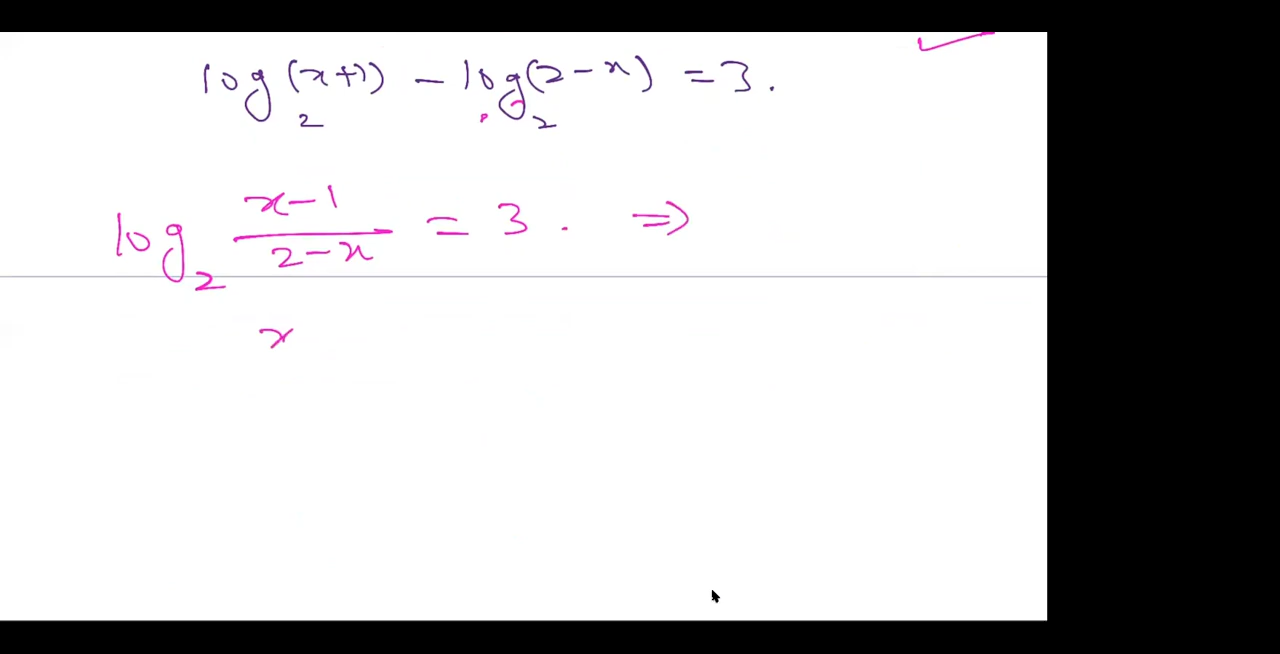 log₂(x+1) - log₂(2-x) = 3.
log₂ (x-1)/(2-x) = 3. ⇒
x